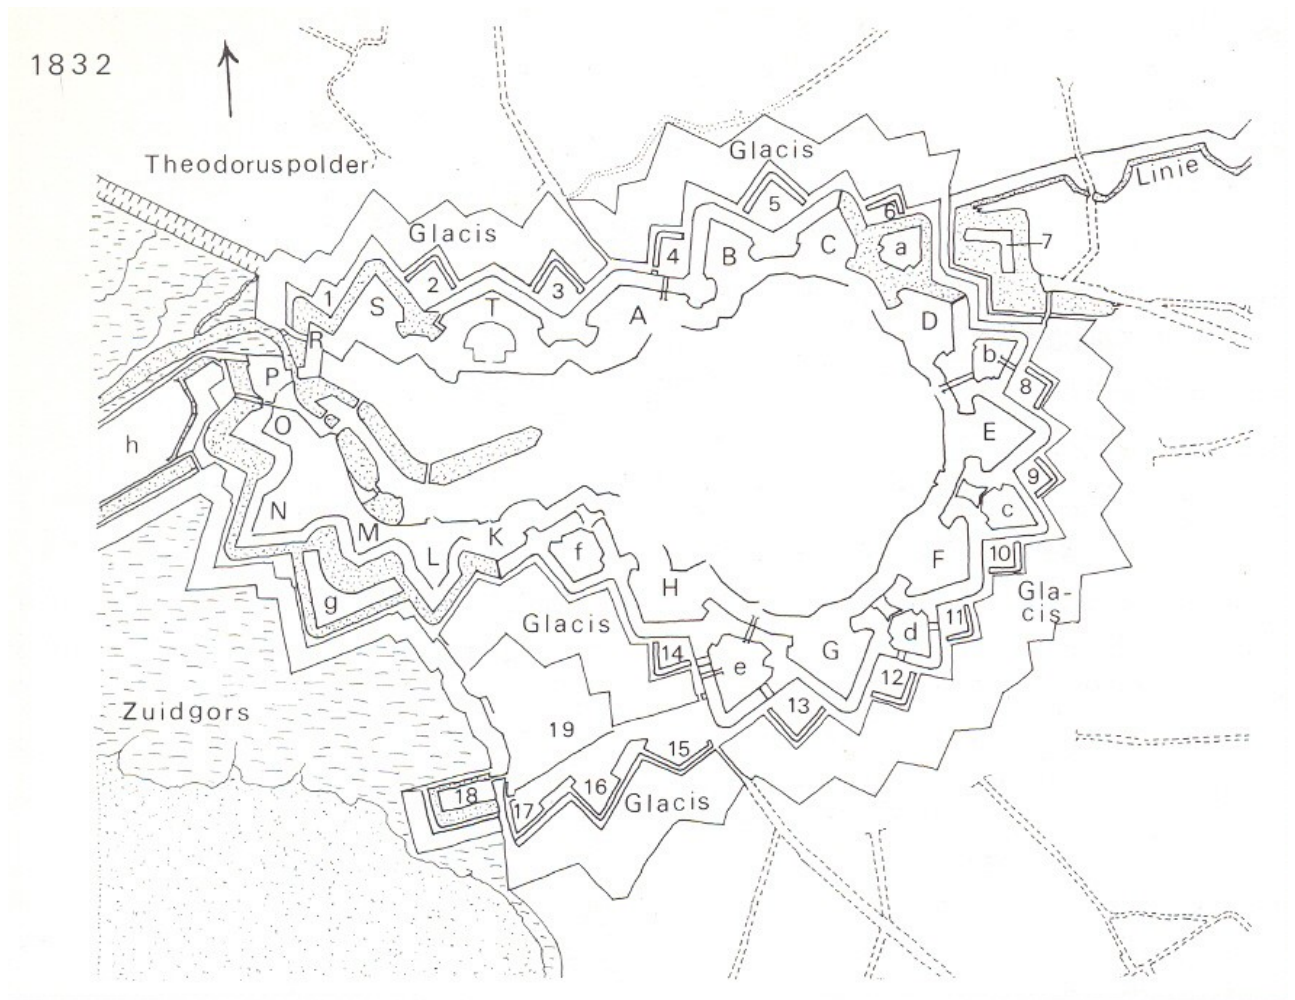 1832
Theodoruspolder
Glacis
Linie
5
6
Glacis
4
B
C
a
7
1
2
3
S
T
A
D
R
P
b
8
O
h
E
9
N
M
K
c
L
f
F
10
H
g
Glacis
Gla-
cis
11
d
14
e
G
12
Zuidgors
13
19
15
18
17
16
Glacis